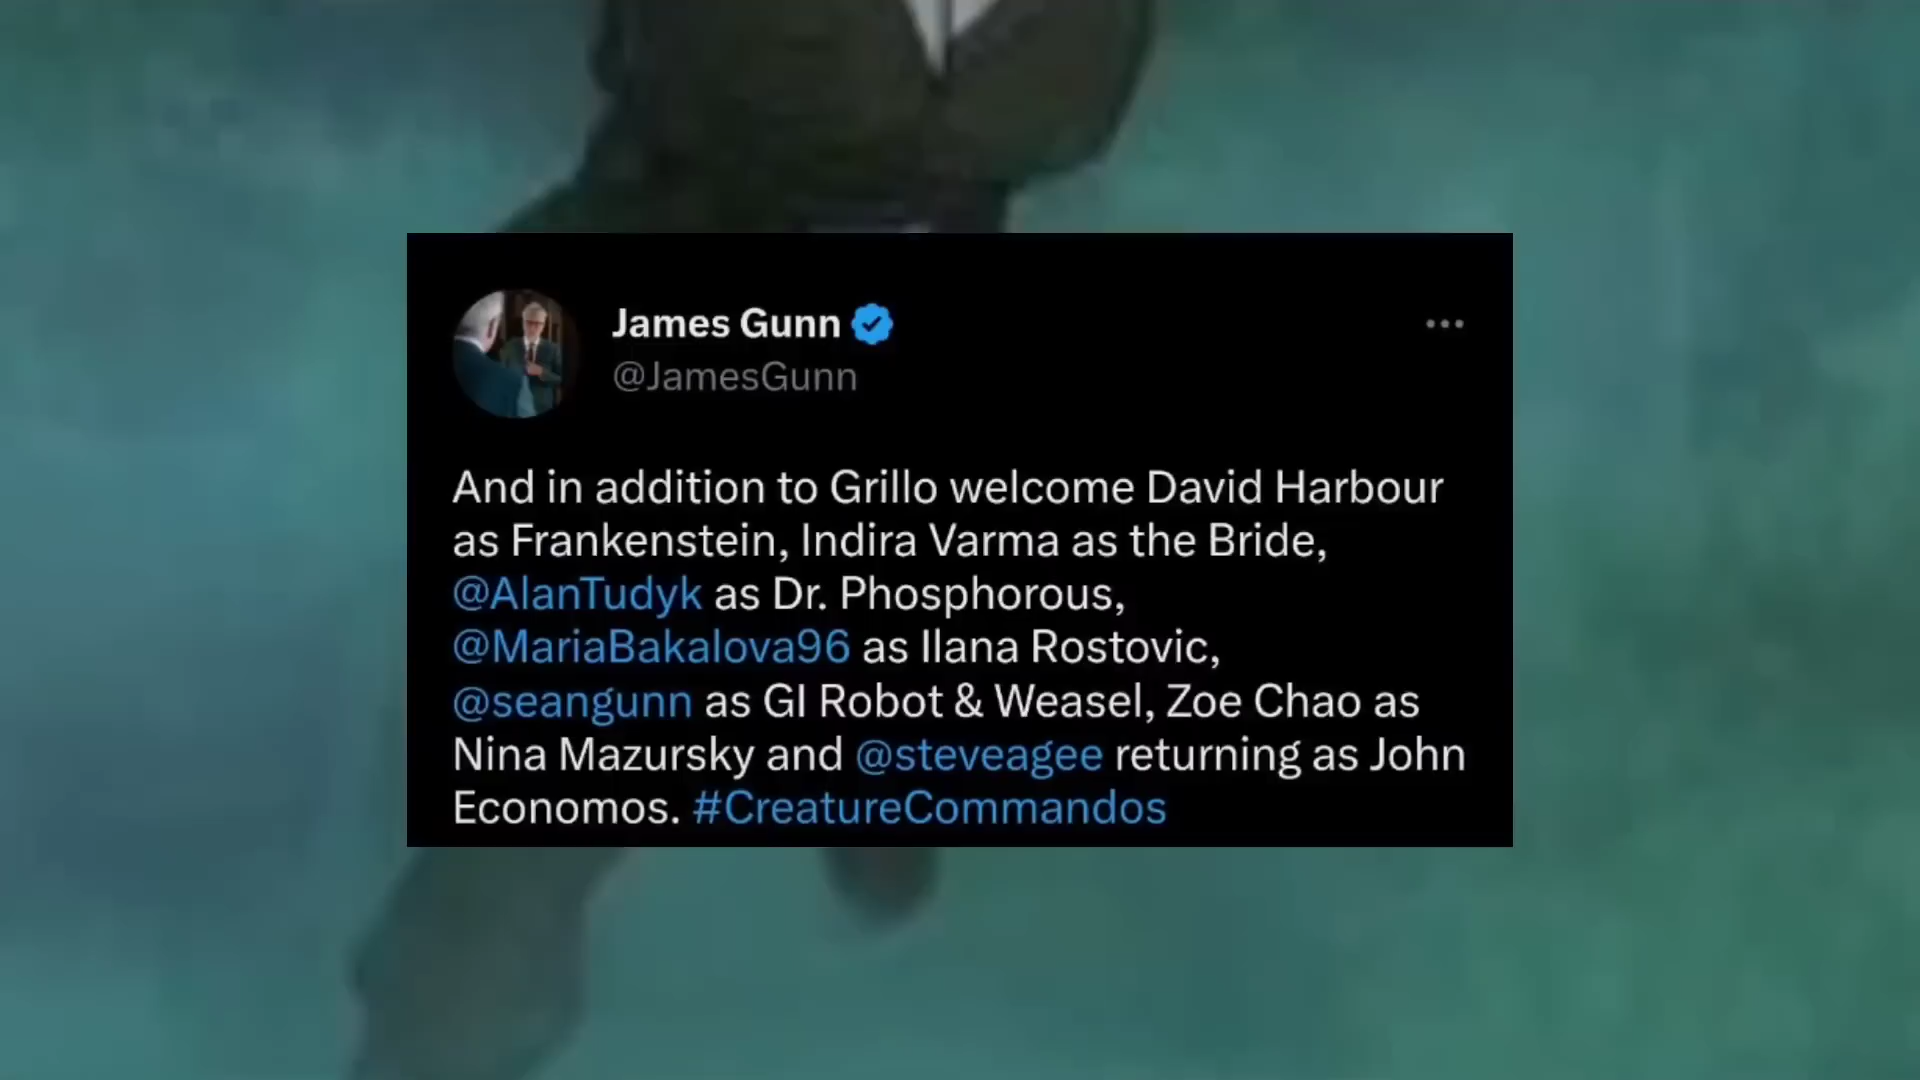 James Gunn
@JamesGunn
And in addition to Grillo welcome David Harbour
as Frankenstein, Indira Varma as the Bride,
@AlanTudyk as Dr. Phosphorous,
@MariaBakalova96 as Ilana Rostovic,
@seangunn as GI Robot & Weasel, Zoe Chao as
Nina Mazursky and @steveagee returning as John
Economos. #CreatureCommandos